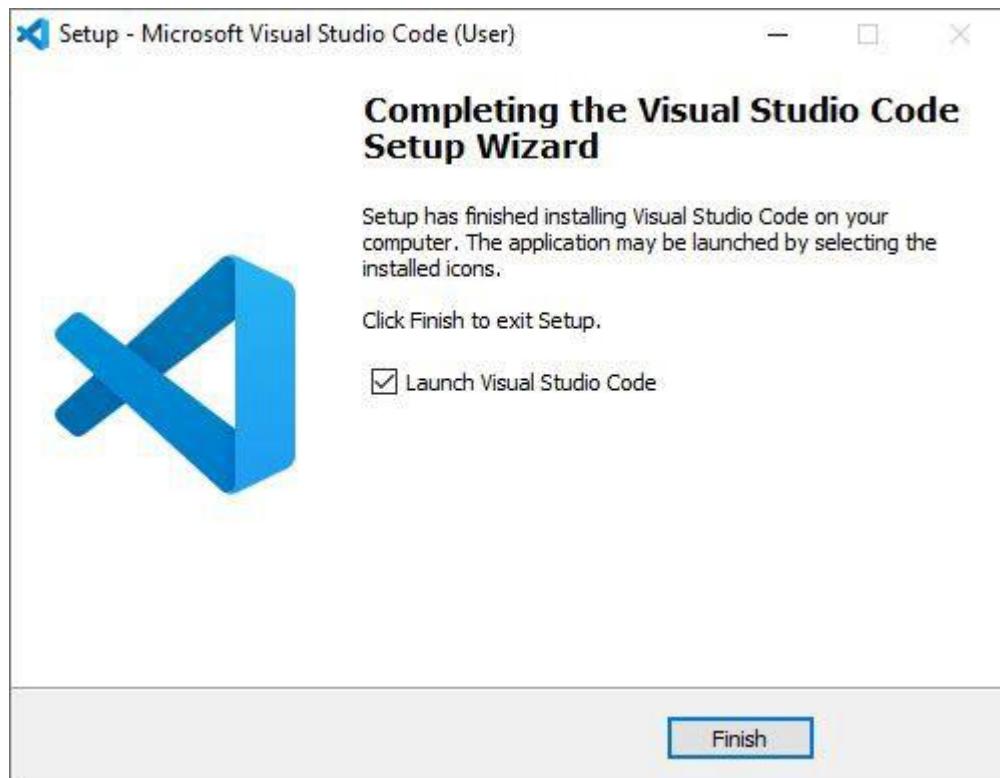 Setup - Microsoft Visual Studio Code (User)
Completing the Visual Studio Code
Setup Wizard
Setup has finished installing Visual Studio Code on your
computer. The application may be launched by selecting the
installed icons.
Click Finish to exit Setup.
Launch Visual Studio Code
Finish